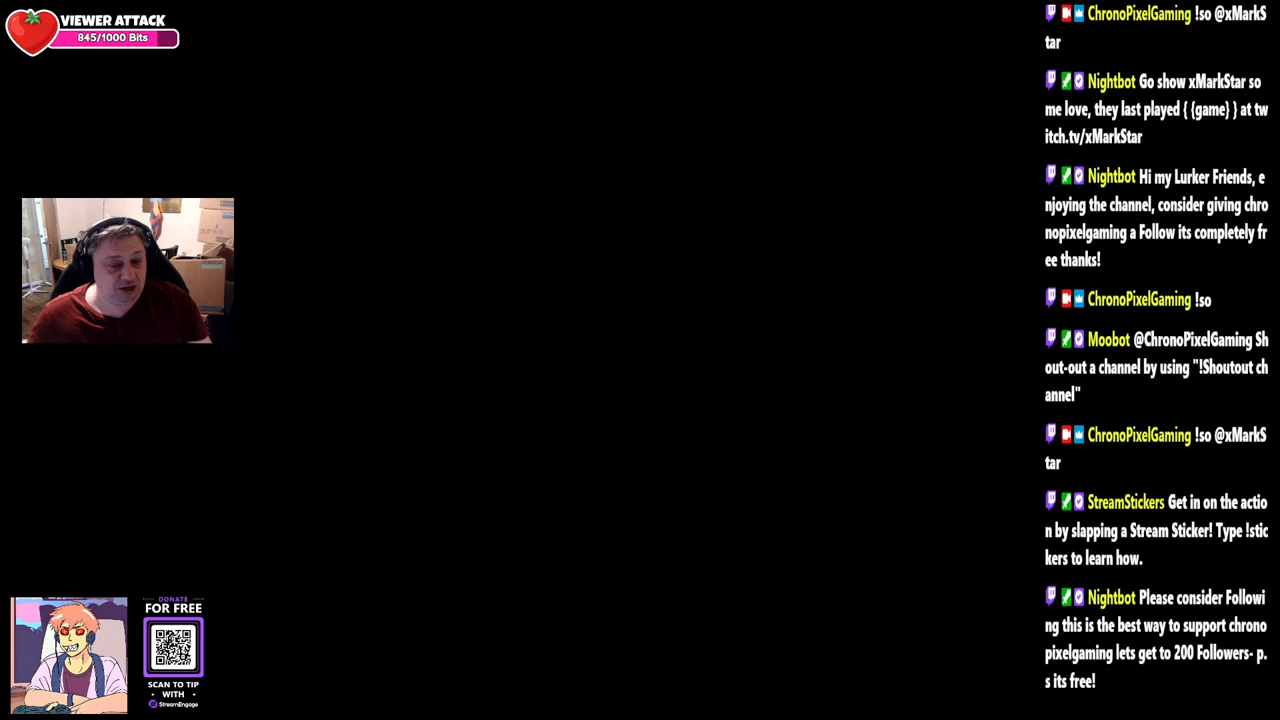 VIEWER ATTACK
845/1000 Bits
ChronoPixelGaming !so @xMarkS
tar
Nightbot Go show xMarkStar so
me love, they last played { {game} } at tw
itch.tv/xMarkStar
Nightbot Hi my Lurker Friends, e
njoying the channel, consider giving chro
nopixelgaming a Follow its completely fr
ee thanks!
ChronoPixelGaming !so
Moobot @ChronoPixelGaming Sh
out-out a channel by using "!Shoutout ch
annel"
ChronoPixelGaming !so @xMarkS
tar
StreamStickers Get in on the actio
n by slapping a Stream Sticker! Type !stic
kers to learn how.
Nightbot Please consider Followi
ng this is the best way to support chrono
pixelgaming lets get to 200 Followers- p.
s its free!
DONATE
FOR FREE
SCAN TO TIP
• WITH •
StreamEngage